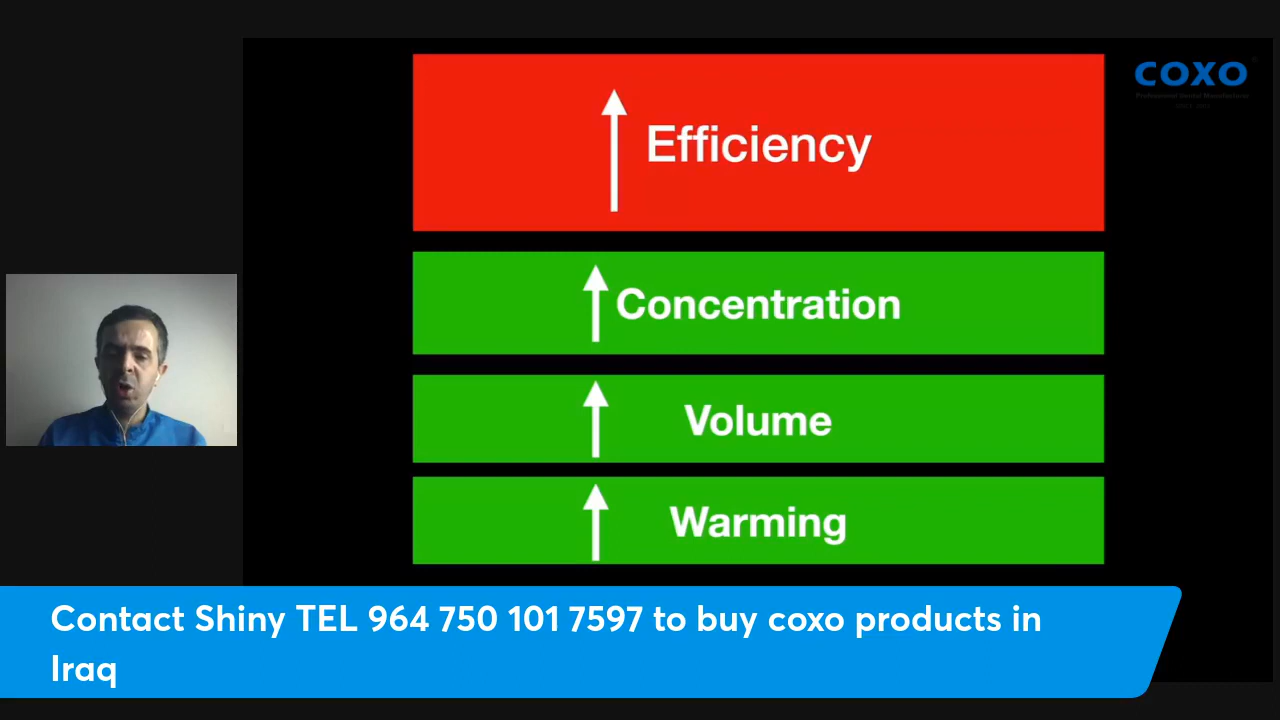 COXO
Efficiency
Concentration
Volume
Warming
Contact Shiny TEL 964 750 101 7597 to buy coxo products in
Iraq